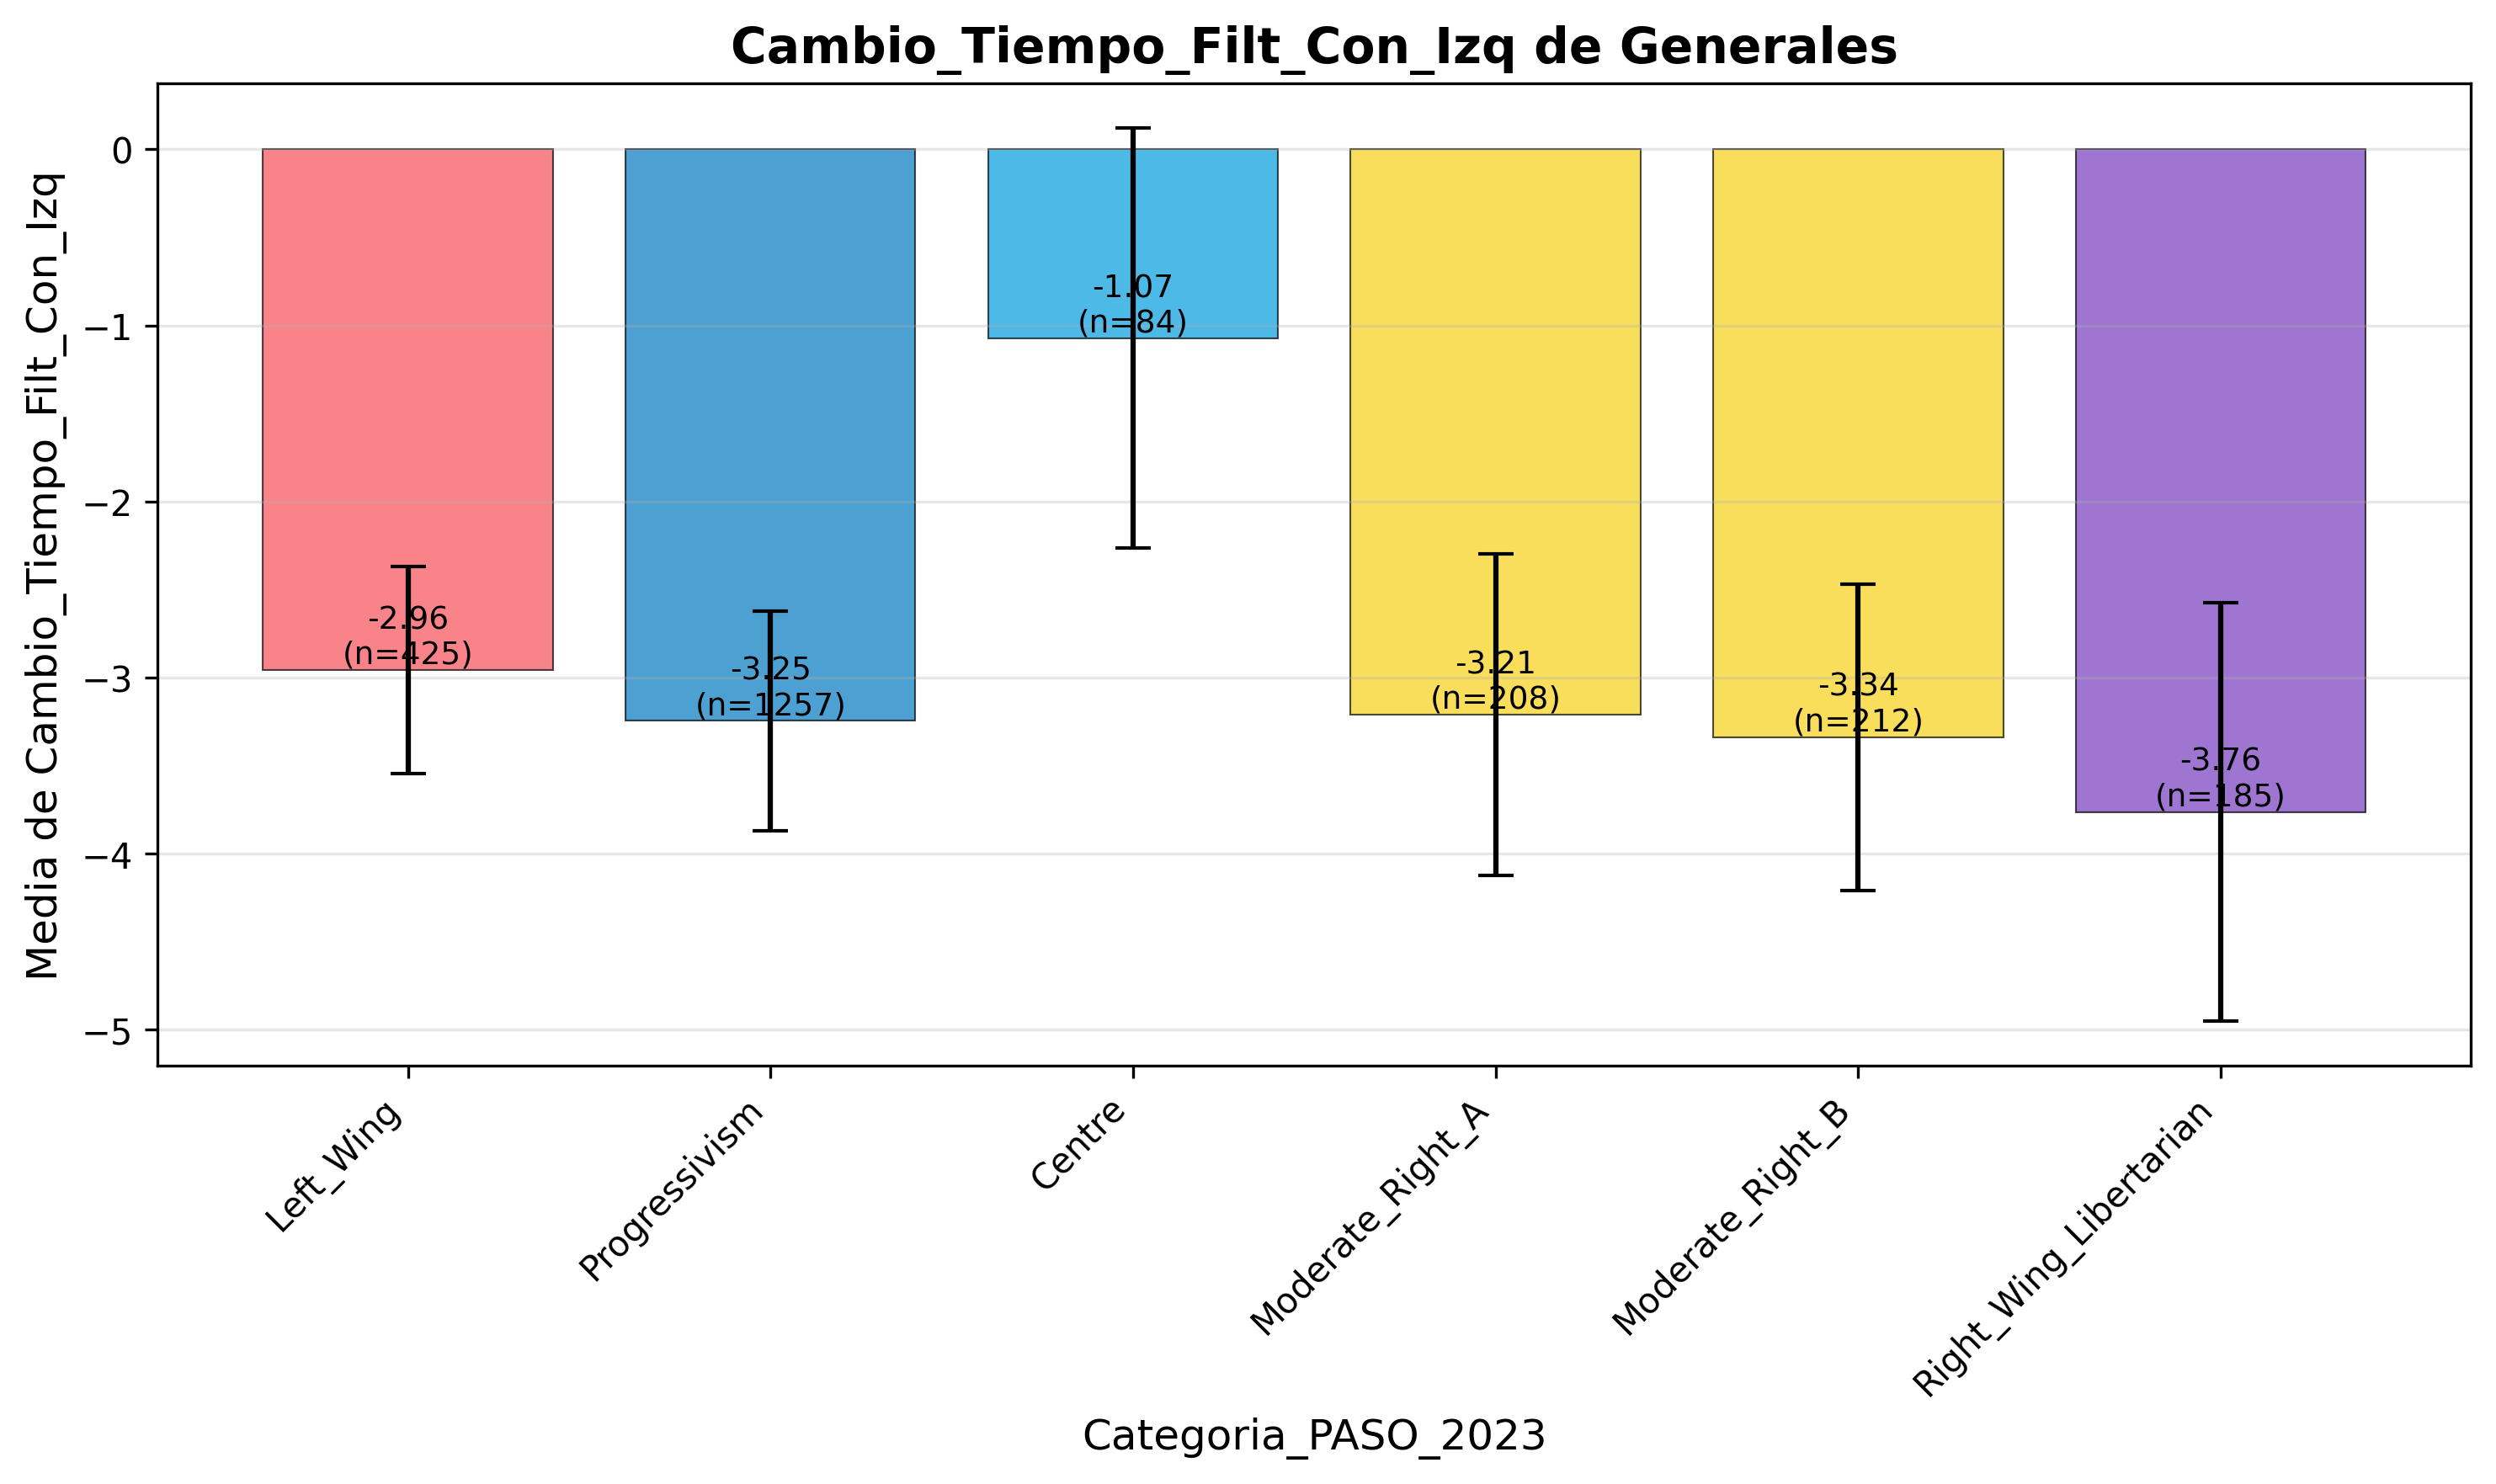 Cambio_Tiempo_Filt_Con_Izq de Generales
Media de Cambio_Tiempo_Filt_Con_Izq
0
−1
−2
−3
−4
−5
-2.96
(n=425)
-3.25
(n=1257)
-1.07
(n=84)
-3.21
(n=208)
-3.34
(n=212)
-3.76
(n=185)
Left_Wing
Progressivism
Centre
Moderate_Right_A
Moderate_Right_B
Right_Wing_Libertarian
Categoria_PASO_2023